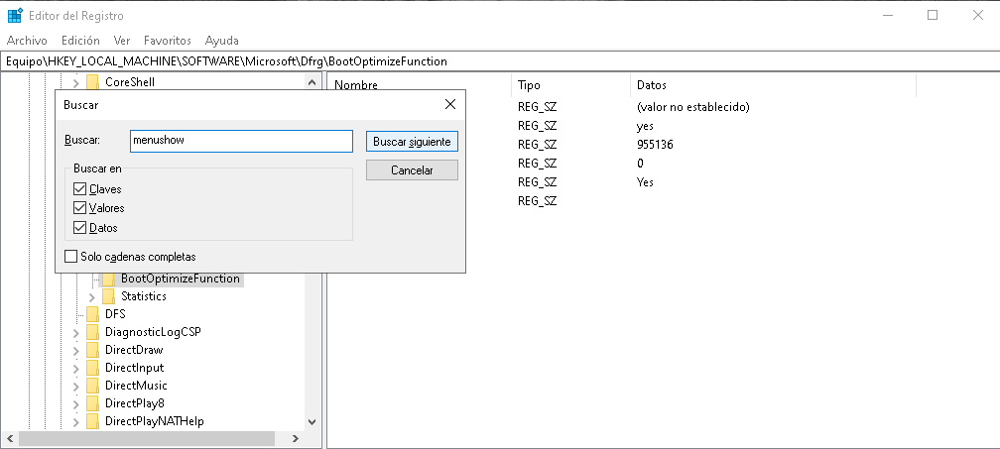 Editor del Registro
Archivo Edición Ver Favoritos Ayuda
Equipo\HKEY_LOCAL_MACHINE\SOFTWARE\Microsoft\Dfrg\BootOptimizeFunction
CoreShell
Buscar
Buscar:
menushow
Buscar siguiente
Cancelar
Buscar en
Claves
Valores
Datos
Solo cadenas completas
BootOptimizeFunction
Statistics
DFS
DiagnosticLogCSP
DirectDraw
DirectInput
DirectMusic
DirectPlay8
DirectPlayNATHelp
Nombre Tipo Datos
REG_SZ (valor no establecido)
REG_SZ yes
REG_SZ 955136
REG_SZ 0
REG_SZ Yes
REG_SZ